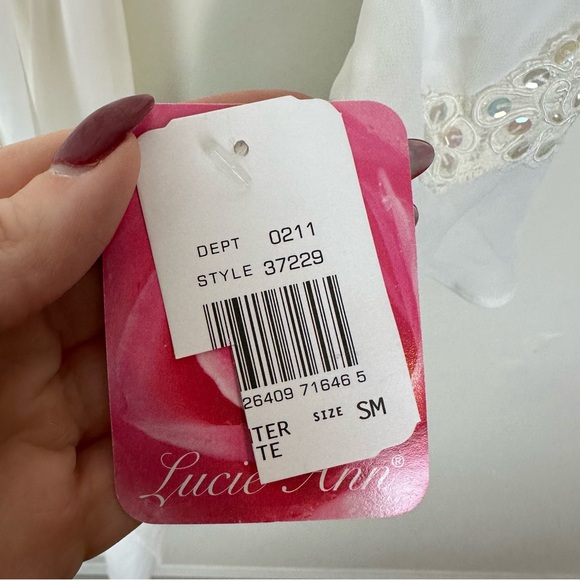 DEPT 0211
STYLE 37229
26409 71646 5
TER SIZE SM
TE
Lucie Ann®